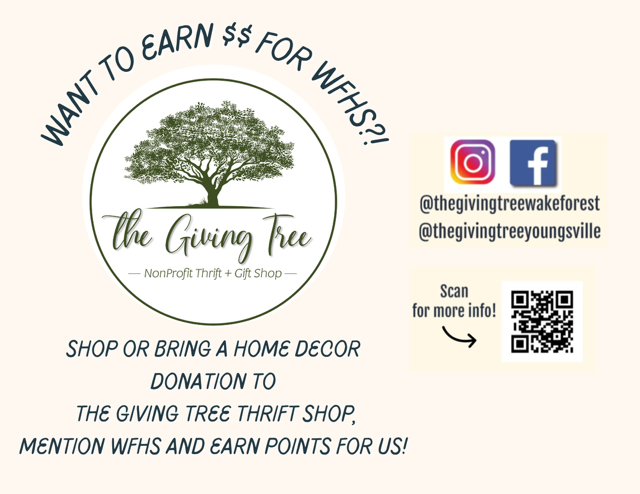 WANT TO EARN $$ FOR WFHS?!
the Giving Tree
— NonProfit Thrift + Gift Shop —
@thegivingtreewakeforest
@thegivingtreeyoungsville
Scan
for more info!
SHOP OR BRING A HOME DECOR
DONATION TO
THE GIVING TREE THRIFT SHOP,
MENTION WFHS AND EARN POINTS FOR US!